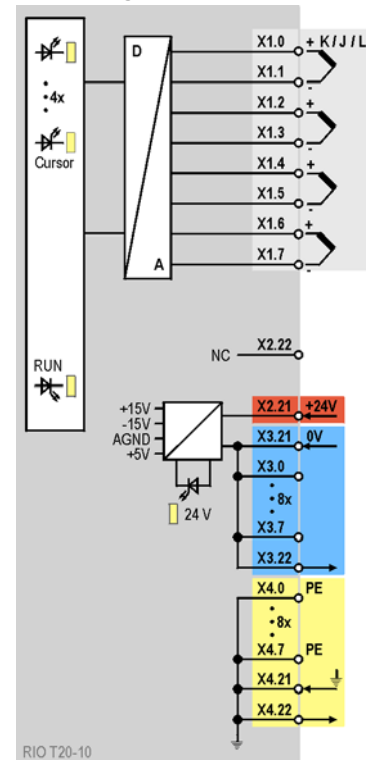 X1.0 + K / J / L
D
X1.1 -
4x
X1.2 +
X1.3 -
Cursor
X1.4 +
X1.5 -
X1.6 +
A
X1.7 -
X2.22
NC
RUN
+15V
X2.21 +24V
-15V
AGND
X3.21 0V
+5V
X3.0
8x
24 V
X3.7
X3.22
X4.0 PE
8x
X4.7 PE
X4.21
X4.22
RIO T20-10